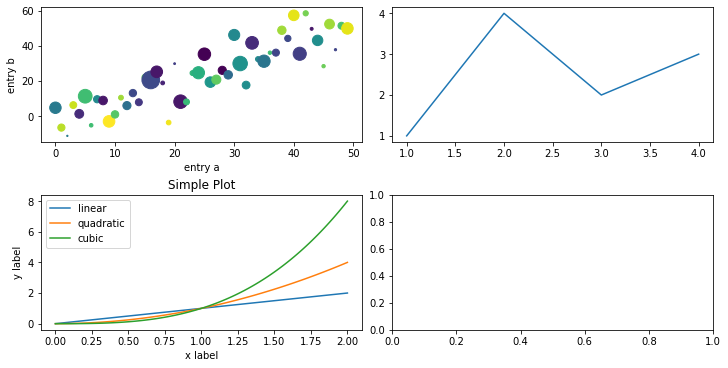 60
40
20
0
entry b
0 10 20 30 40 50
entry a
4
3
2
1
1.0 1.5 2.0 2.5 3.0 3.5 4.0
Simple Plot
8
6
4
2
0
y label
linear
quadratic
cubic
0.00 0.25 0.50 0.75 1.00 1.25 1.50 1.75 2.00
x label
1.0
0.8
0.6
0.4
0.2
0.0
0.0 0.2 0.4 0.6 0.8 1.0